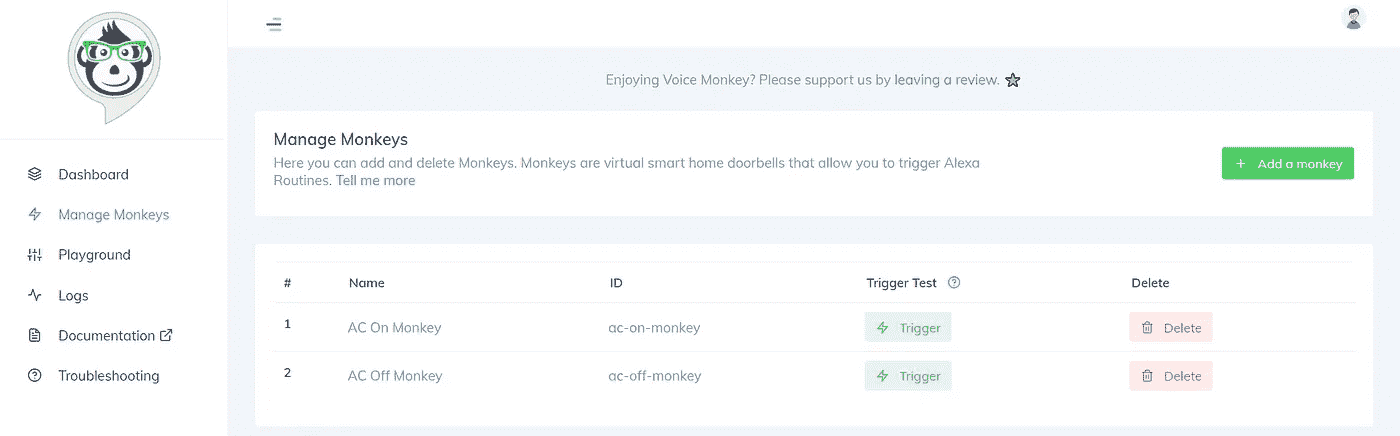 Enjoying Voice Monkey? Please support us by leaving a review.
Manage Monkeys
Here you can add and delete Monkeys. Monkeys are virtual smart home doorbells that allow you to trigger Alexa
Routines. Tell me more
+ Add a monkey
Dashboard
Manage Monkeys
Playground
Logs
Documentation
Troubleshooting
# Name ID Trigger Test Delete
1 AC On Monkey ac-on-monkey Trigger Delete
2 AC Off Monkey ac-off-monkey Trigger Delete